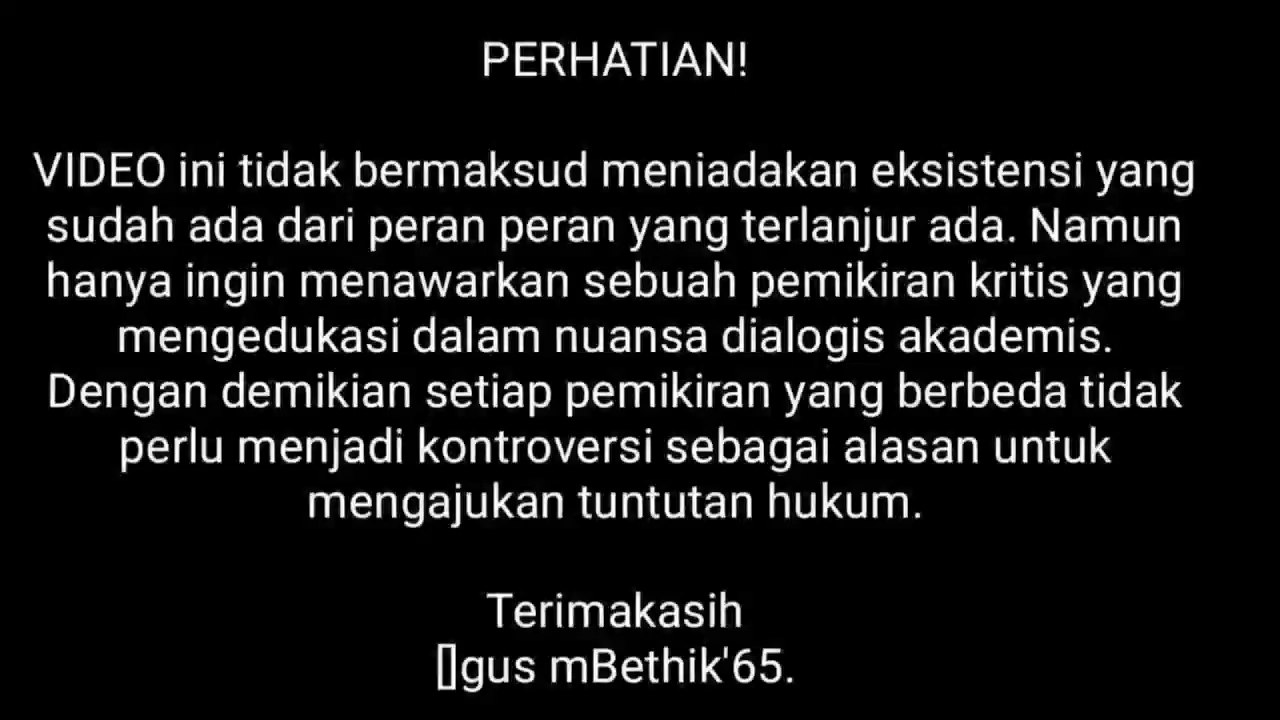 PERHATIAN!
VIDEO ini tidak bermaksud meniadakan eksistensi yang
sudah ada dari peran peran yang terlanjur ada. Namun
hanya ingin menawarkan sebuah pemikiran kritis yang
mengedukasi dalam nuansa dialogis akademis.
Dengan demikian setiap pemikiran yang berbeda tidak
perlu menjadi kontroversi sebagai alasan untuk
mengajukan tuntutan hukum.
Terimakasih
[]gus mBethik'65.